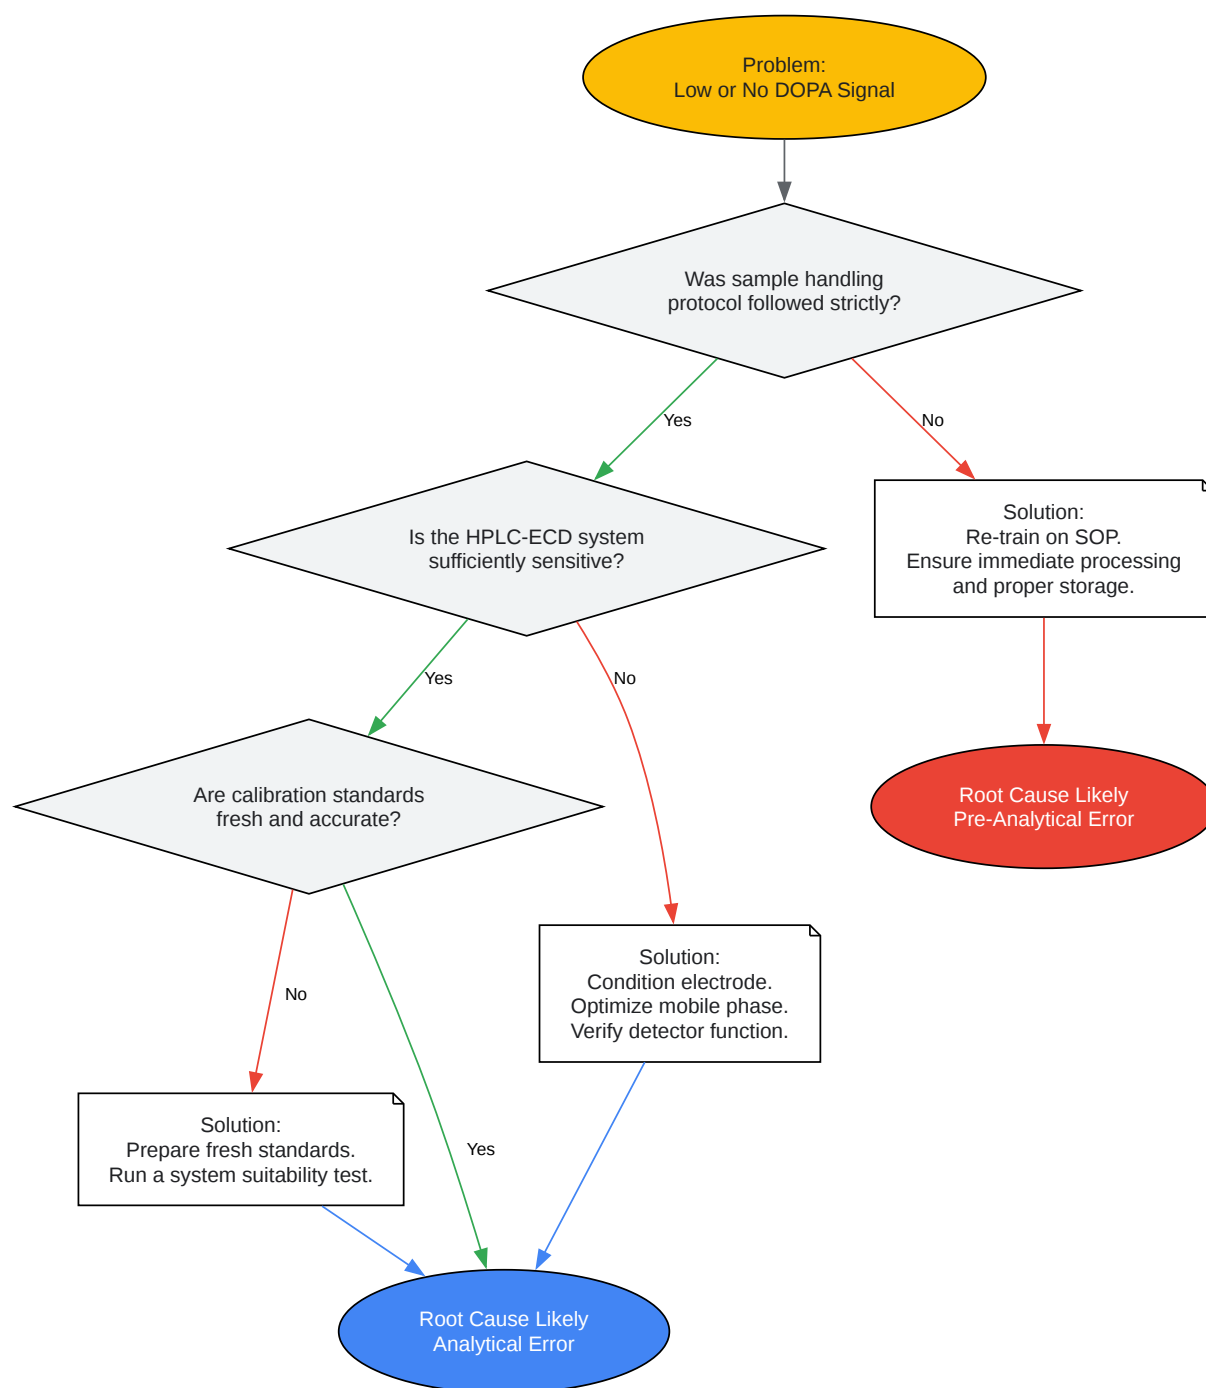 Problem:
Low or No DOPA Signal
Was sample handling
protocol followed strictly?
Yes
No
Is the HPLC-ECD system
sufficiently sensitive?
Solution:
Re-train on SOP.
Ensure immediate processing
and proper storage.
Yes
No
Are calibration standards
fresh and accurate?
Root Cause Likely
Pre-Analytical Error
Solution:
Condition electrode.
Optimize mobile phase.
Verify detector function.
No
Yes
Solution:
Prepare fresh standards.
Run a system suitability test.
Root Cause Likely
Analytical Error